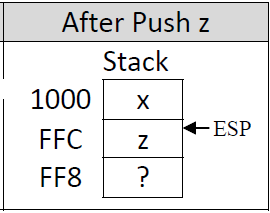 After Push z
Stack
1000 x
FFC z ESP
FF8 ?